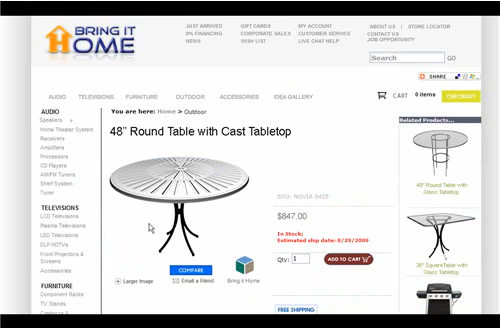 BRING IT
HOME
JUST ARRIVED
0% FINANCING
NEWS
GIFT CARDS
CORPORATE SALES
WISH LIST
MY ACCOUNT
CUSTOMER SERVICE
LIVE CHAT HELP
ABOUT US | STORE LOCATOR
CONTACT US
JOB OPPORTUNITY
Search GO
SHARE
AUDIO TELEVISIONS FURNITURE OUTDOOR ACCESSORIES IDEA GALLERY
CART 0 items CHECKOUT
You are here: Home > Outdoor
AUDIO
Speakers
Home Theater System
Receivers
Amplifiers
Processors
CD Players
AM/FM Tuners
Shelf System
Tuner
TELEVISIONS
LCD Televisions
Plasma Televisions
LED Televisions
DLP HDTVs
Front Projectors &
Screens
Accessories
FURNITURE
Component Racks
TV Stands
48" Round Table with Cast Tabletop
SKU: NOVIA 8428
$847.00
In Stock;
Estimated ship date: 8/29/2009
Qty: 1 ADD TO CART
COMPARE
Larger Image
Email a Friend
Bring it Home
FREE SHIPPING
Related Products...
48" Round Table with
Glass Tabletop
36" SquareTable with
Glass Tabletop